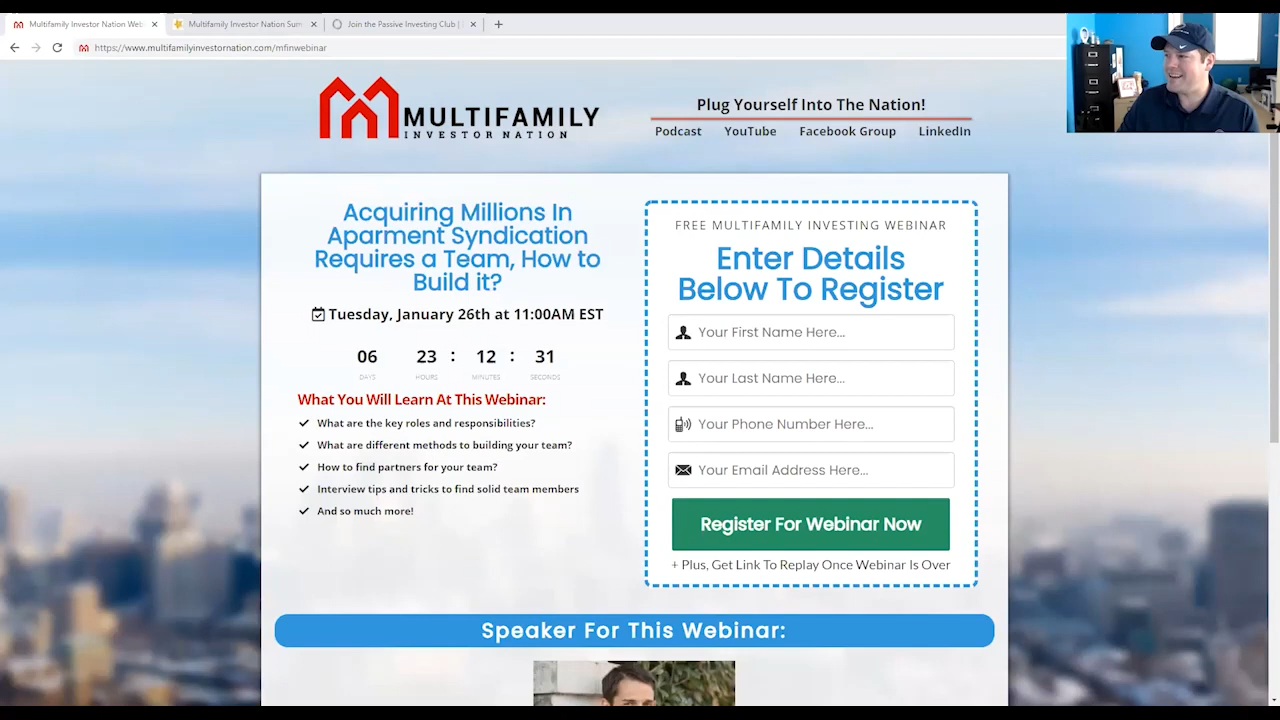 Multifamily Investor Nation Web
Multifamily Investor Nation Sum
Join the Passive Investing Club |
https://www.multifamilyinvestornation.com/mfinwebinar
MULTIFAMILY
INVESTOR NATION
Plug Yourself Into The Nation!
Podcast YouTube Facebook Group LinkedIn
Acquiring Millions In
Aparment Syndication
Requires a Team, How to
Build it?
Tuesday, January 26th at 11:00AM EST
06 23 : 12 : 31
DAYS HOURS MINUTES SECONDS
What You Will Learn At This Webinar:
What are the key roles and responsibilities?
What are different methods to building your team?
How to find partners for your team?
Interview tips and tricks to find solid team members
And so much more!
FREE MULTIFAMILY INVESTING WEBINAR
Enter Details
Below To Register
Your First Name Here...
Your Last Name Here...
Your Phone Number Here...
Your Email Address Here...
Register For Webinar Now
+ Plus, Get Link To Replay Once Webinar Is Over
Speaker For This Webinar: